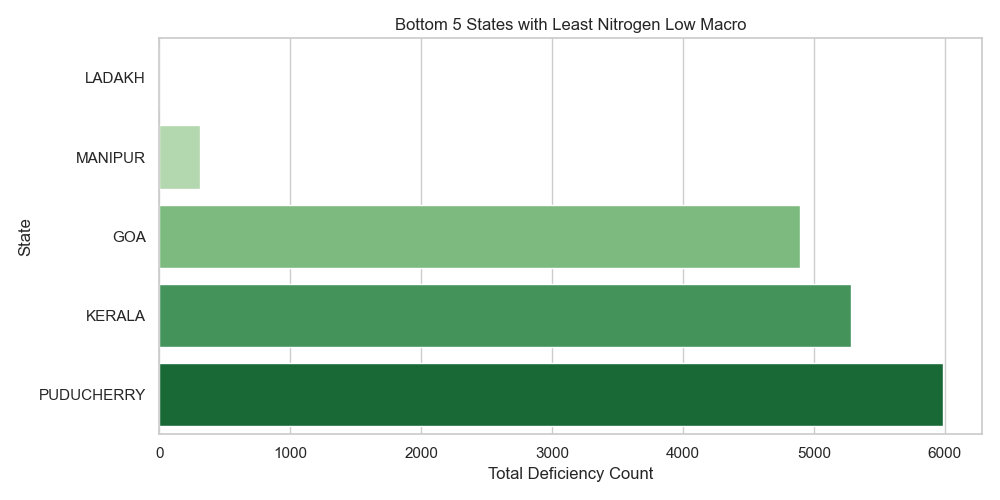 Bottom 5 States with Least Nitrogen Low Macro
LADAKH
MANIPUR
GOA
KERALA
PUDUCHERRY
State
0 1000 2000 3000 4000 5000 6000
Total Deficiency Count